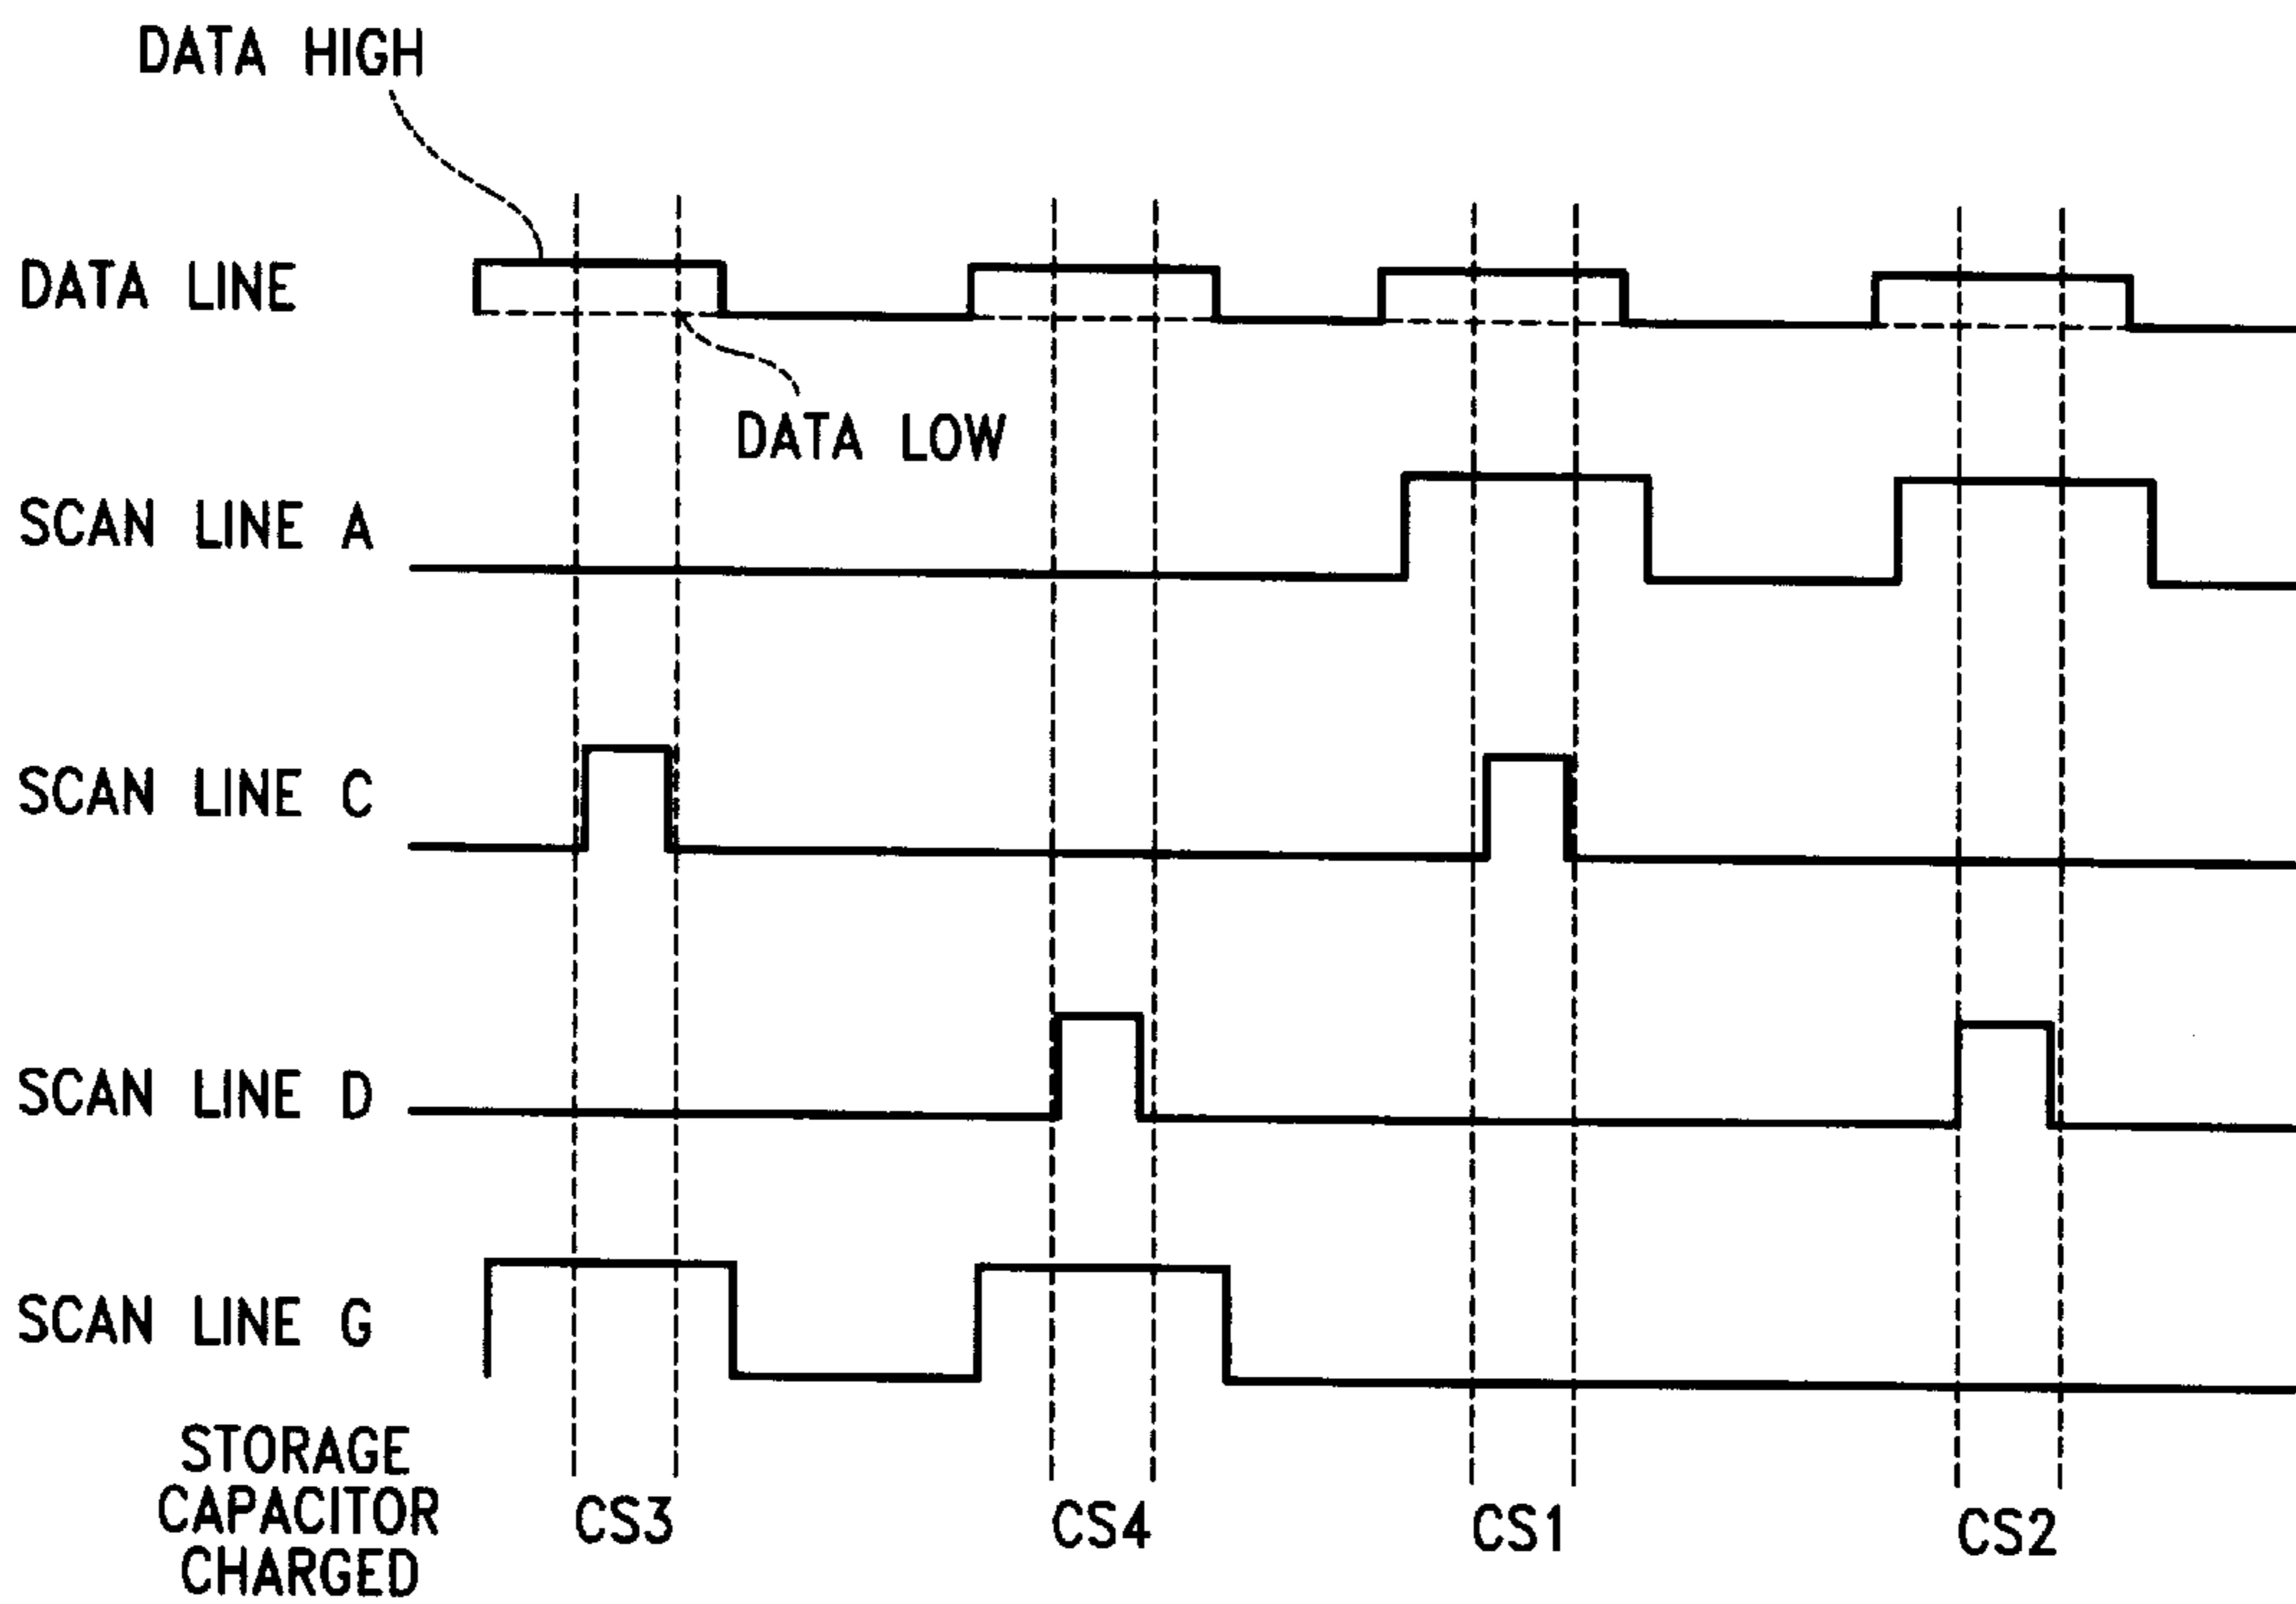 DATA HIGH
DATA LINE
DATA LOW
SCAN LINE A
SCAN LINE C
SCAN LINE D
SCAN LINE G
STORAGE
CAPACITOR
CHARGED
CS3
CS4
CS1
CS2